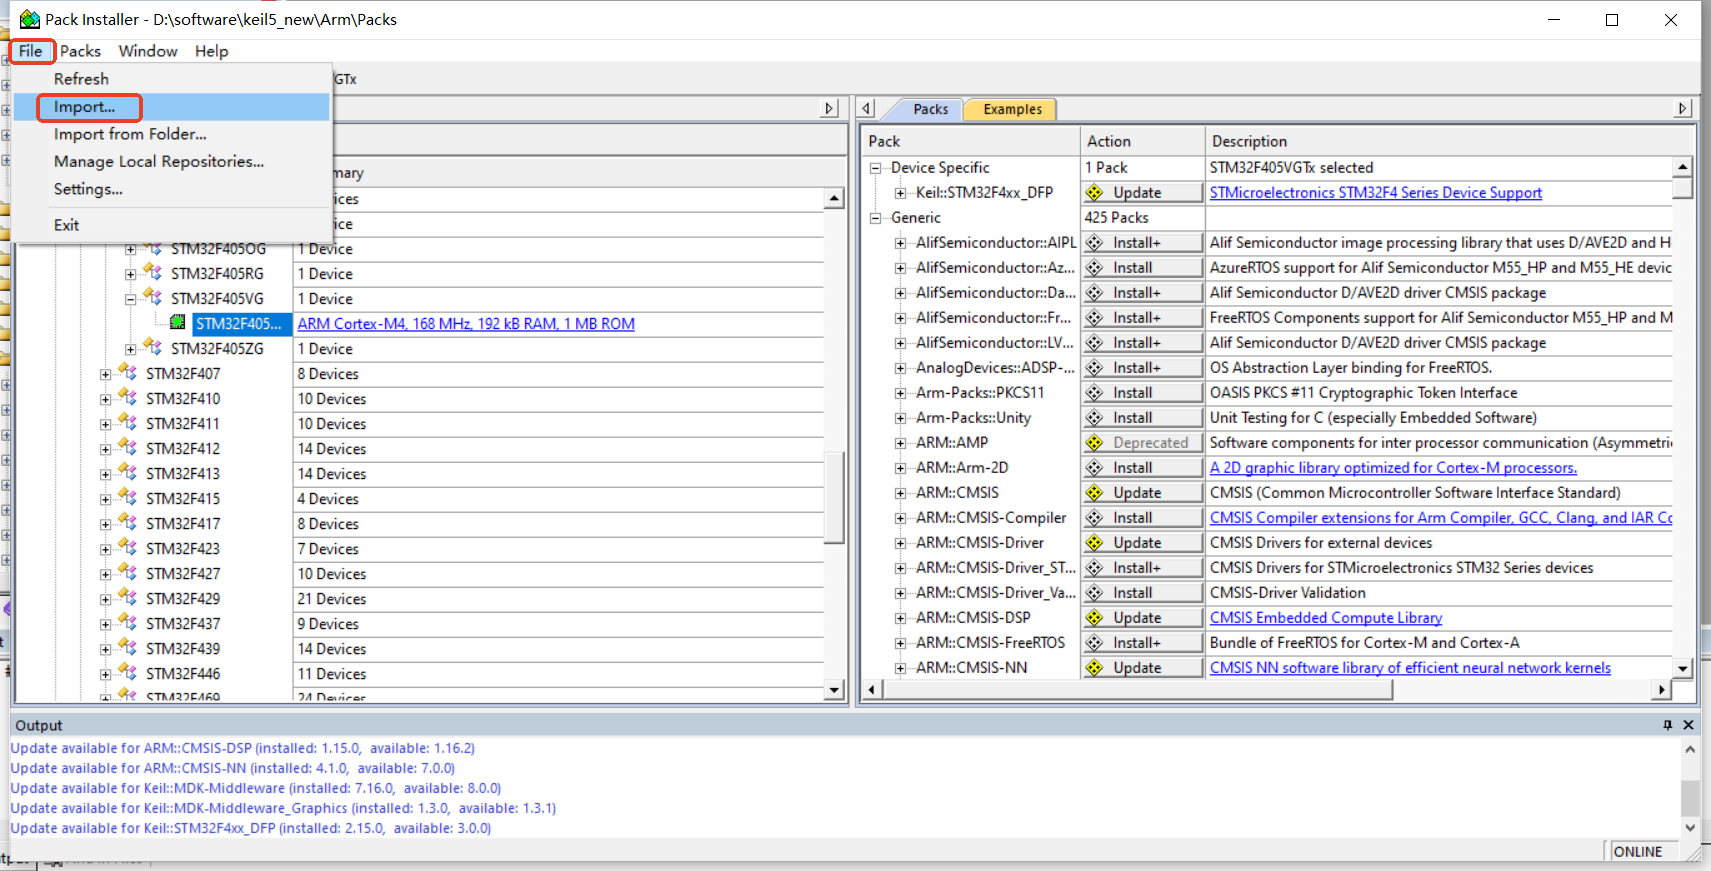 Pack Installer - D:\software\keil5_new\Arm\Packs
File Packs Window Help
Refresh
Import...
Import from Folder...
Manage Local Repositories...
Settings...
Exit
GTx
Packs Examples
Pack Action Description
Device Specific 1 Pack STM32F405VGTx selected
Keil::STM32F4xx_DFP Update STMicroelectronics STM32F4 Series Device Support
Generic 425 Packs
AlifSemiconductor::AIPL Install+ Alif Semiconductor image processing library that uses D/AVE2D and H
AlifSemiconductor::Az... Install AzureRTOS support for Alif Semiconductor M55_HP and M55_HE devic
AlifSemiconductor::Da... Install+ Alif Semiconductor D/AVE2D driver CMSIS package
AlifSemiconductor::Fr... Install+ FreeRTOS Components support for Alif Semiconductor M55_HP and M
AlifSemiconductor::LV... Install+ Alif Semiconductor D/AVE2D driver CMSIS package
AnalogDevices::ADSP-... Install+ OS Abstraction Layer binding for FreeRTOS.
Arm-Packs::PKCS11 Install OASIS PKCS #11 Cryptographic Token Interface
Arm-Packs::Unity Install Unit Testing for C (especially Embedded Software)
ARM::AMP Deprecated Software components for inter processor communication (Asymmetri
ARM::Arm-2D Install A 2D graphic library optimized for Cortex-M processors.
ARM::CMSIS Update CMSIS (Common Microcontroller Software Interface Standard)
ARM::CMSIS-Compiler Install CMSIS Compiler extensions for Arm Compiler, GCC, Clang, and IAR Co
ARM::CMSIS-Driver Update CMSIS Drivers for external devices
ARM::CMSIS-Driver_ST... Install+ CMSIS Drivers for STMicroelectronics STM32 Series devices
ARM::CMSIS-Driver_Va... Install CMSIS-Driver Validation
ARM::CMSIS-DSP Update CMSIS Embedded Compute Library
ARM::CMSIS-FreeRTOS Install+ Bundle of FreeRTOS for Cortex-M and Cortex-A
ARM::CMSIS-NN Update CMSIS NN software library of efficient neural network kernels
mary
ices
ice
STM32F405OG 1 Device
STM32F405RG 1 Device
STM32F405VG 1 Device
STM32F405... ARM Cortex-M4, 168 MHz, 192 kB RAM, 1 MB ROM
STM32F405ZG 1 Device
STM32F407 8 Devices
STM32F410 10 Devices
STM32F411 10 Devices
STM32F412 14 Devices
STM32F413 14 Devices
STM32F415 4 Devices
STM32F417 8 Devices
STM32F423 7 Devices
STM32F427 10 Devices
STM32F429 21 Devices
STM32F437 9 Devices
STM32F439 14 Devices
STM32F446 11 Devices
STM32F469 24 Devices
Output
Update available for ARM::CMSIS-DSP (installed: 1.15.0, available: 1.16.2)
Update available for ARM::CMSIS-NN (installed: 4.1.0, available: 7.0.0)
Update available for Keil::MDK-Middleware (installed: 7.16.0, available: 8.0.0)
Update available for Keil::MDK-Middleware_Graphics (installed: 1.3.0, available: 1.3.1)
Update available for Keil::STM32F4xx_DFP (installed: 2.15.0, available: 3.0.0)
ONLINE